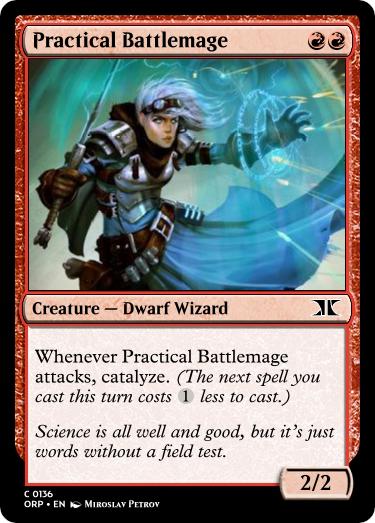 Practical Battlemage
Creature — Dwarf Wizard
Whenever Practical Battlemage
attacks, catalyze. (The next spell you
cast this turn costs 1 less to cast.)
Science is all well and good, but it's just
words without a field test.
2/2
C 0136
ORP • EN Miroslav Petrov